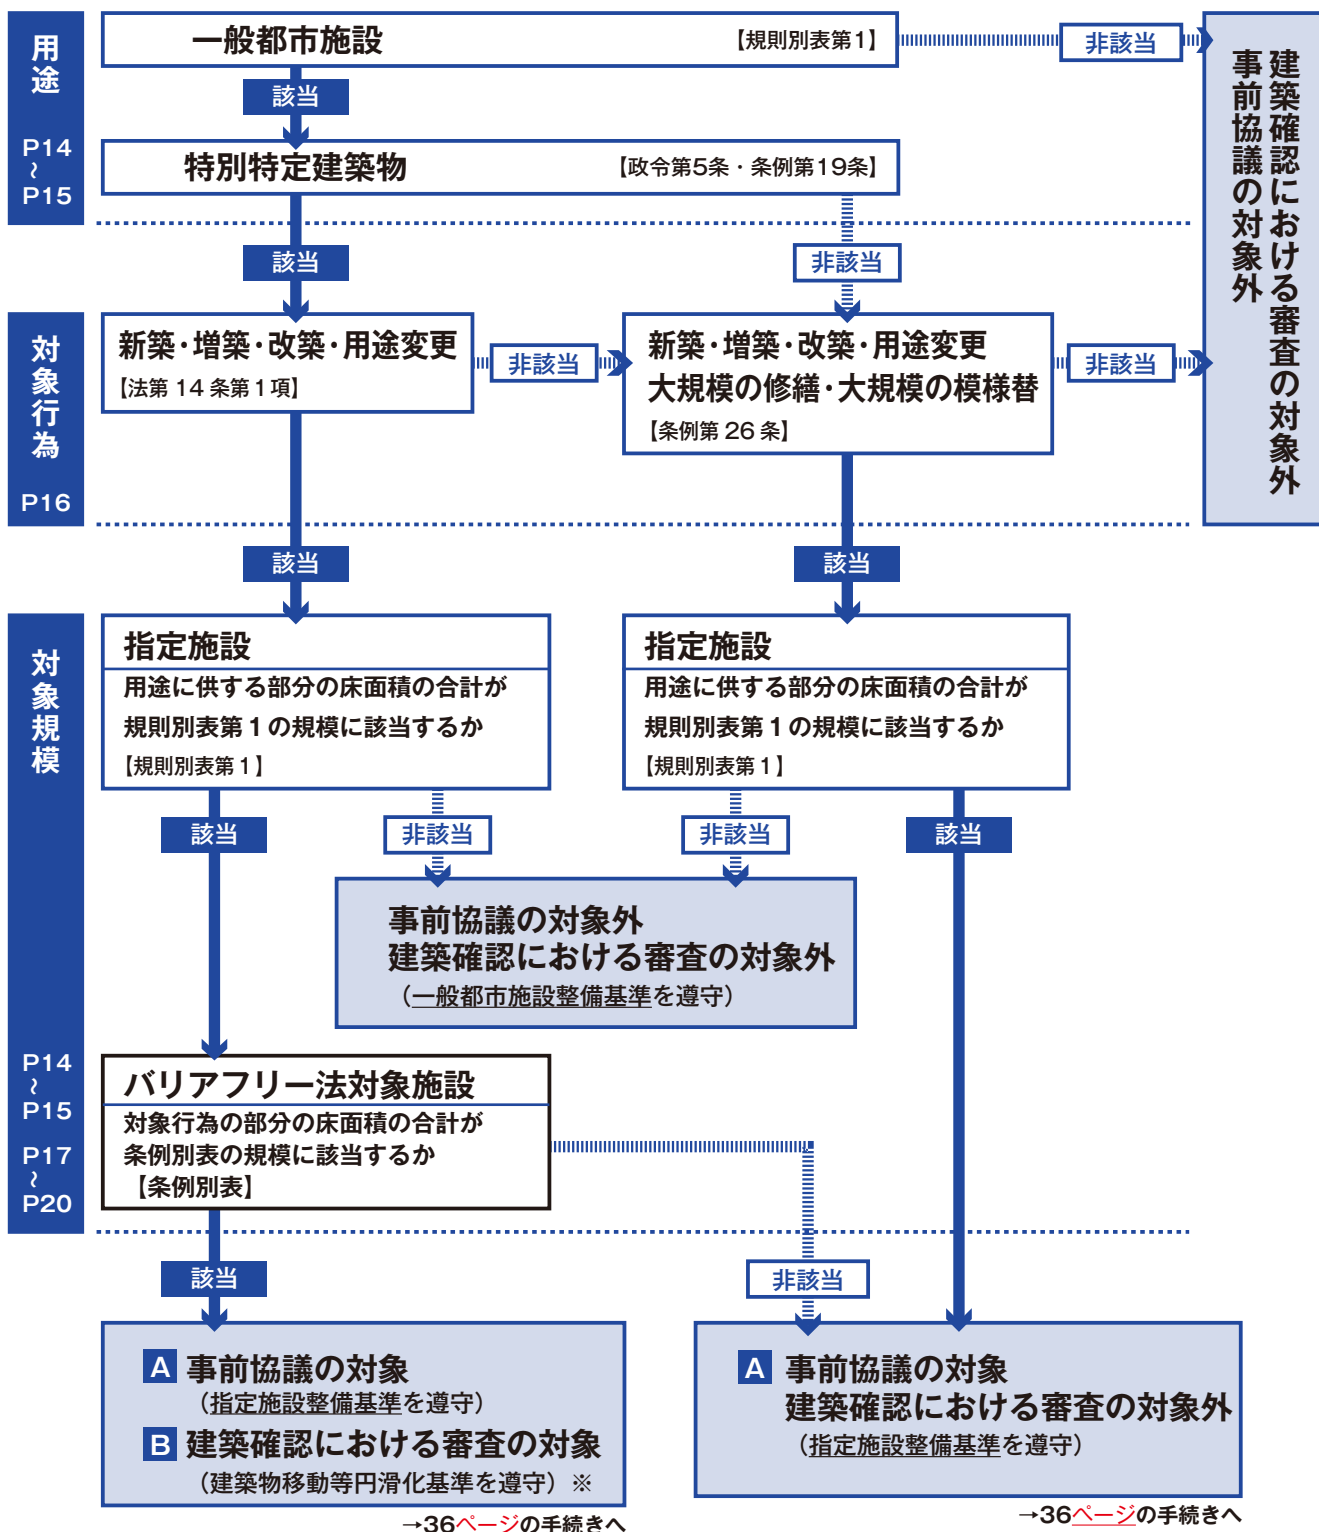 用途
P14
~
P15
一般都市施設
【規則別表第1】
非該当
建築確認における審査の対象外
事前協議の対象外
該当
特別特定建築物
【政令第5条・条例第19条】
該当
非該当
対象行為
P16
新築・増築・改築・用途変更
【法第 14 条第 1 項】
非該当
新築・増築・改築・用途変更
大規模の修繕・大規模の模様替
【条例第 26 条】
非該当
該当
該当
対象規模
P14
~
P15
P17
~
P20
指定施設
用途に供する部分の床面積の合計が
規則別表第1の規模に該当するか
【規則別表第1】
指定施設
用途に供する部分の床面積の合計が
規則別表第1の規模に該当するか
【規則別表第1】
該当
非該当
非該当
該当
事前協議の対象外
建築確認における審査の対象外
(一般都市施設整備基準を遵守)
バリアフリー法対象施設
対象行為の部分の床面積の合計が
条例別表の規模に該当するか
【条例別表】
該当
非該当
A 事前協議の対象
(指定施設整備基準を遵守)
B 建築確認における審査の対象
(建築物移動等円滑化基準を遵守)※
→36ページの手続きへ
A 事前協議の対象
建築確認における審査の対象外
(指定施設整備基準を遵守)
→36ページの手続きへ